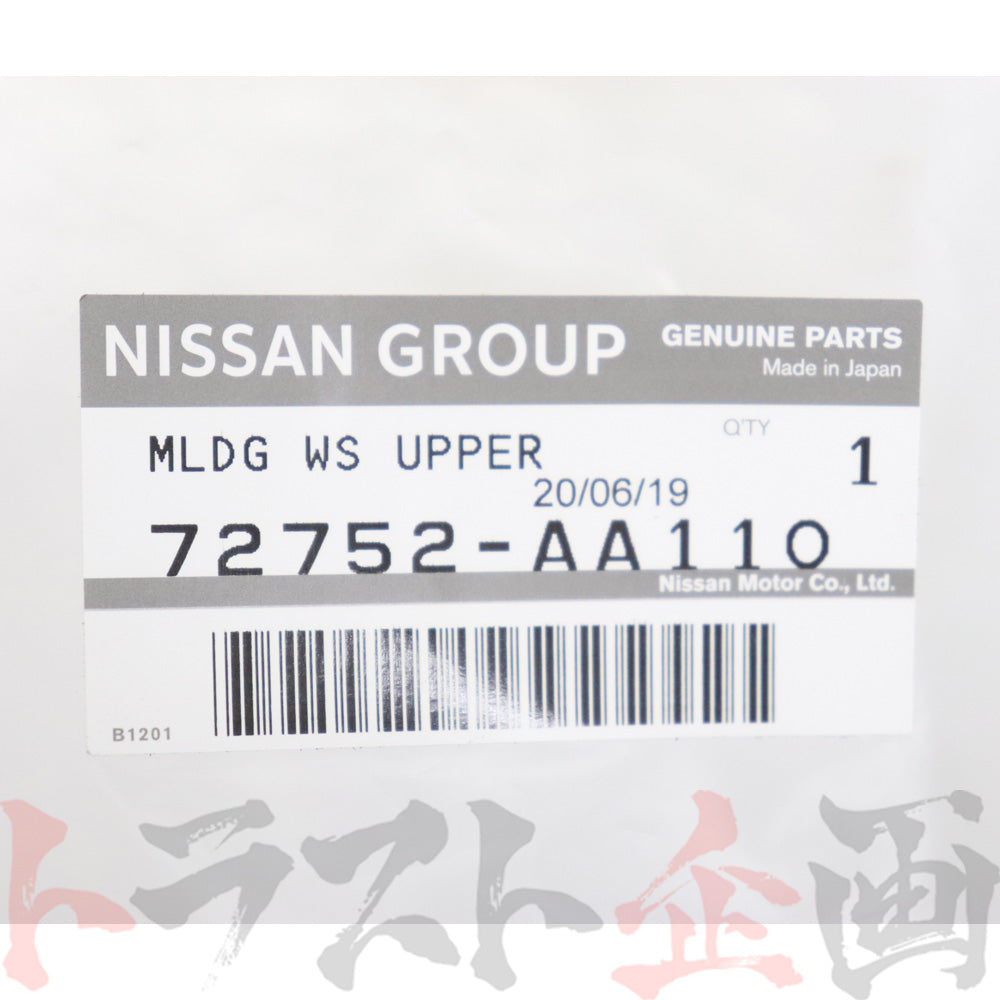 NISSAN GROUP
GENUINE PARTS
Made in Japan
MLDG WS UPPER
Q'TY
1
20/06/19
72752-AA110
Nissan Motor Co., Ltd.
B1201
トラスト企画